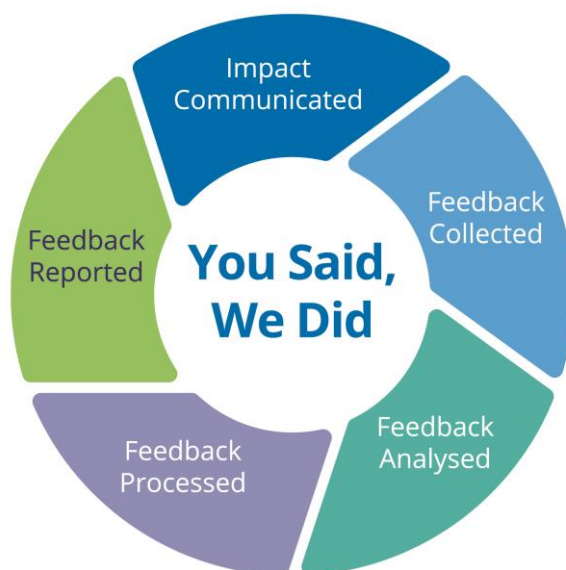 Impact
Communicated
Feedback
Collected
Feedback
Analysed
Feedback
Processed
Feedback
Reported
You Said,
We Did